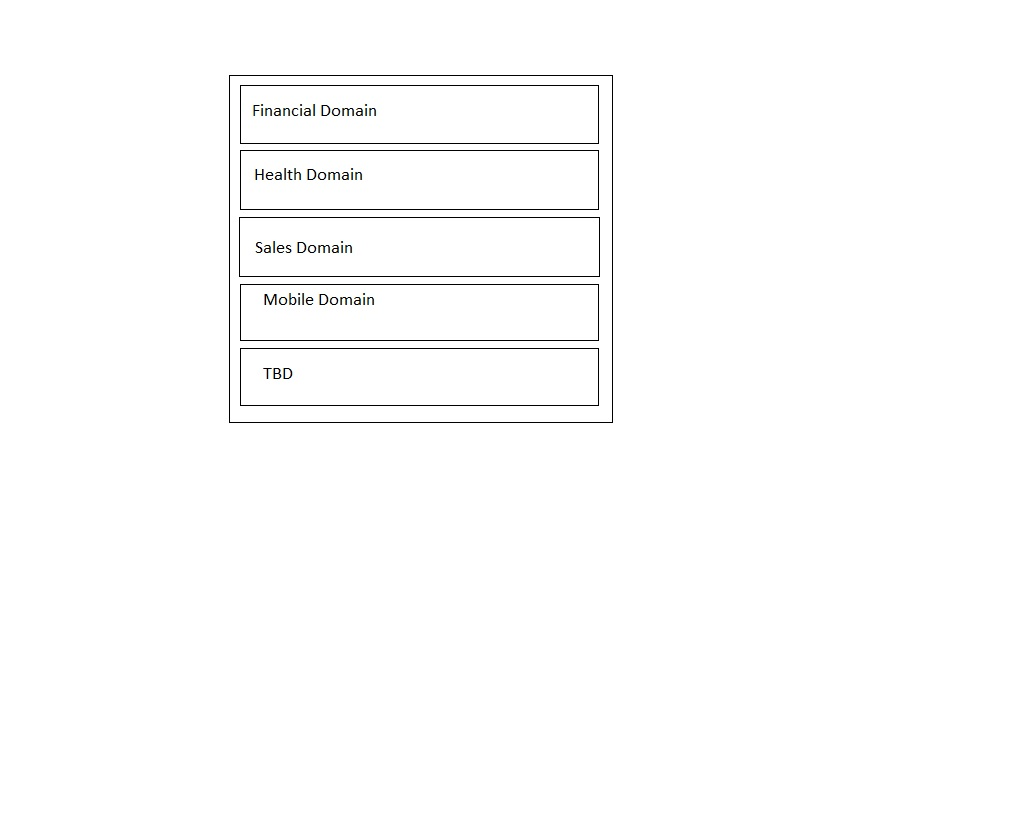 Financial Domain
Health Domain
Sales Domain
Mobile Domain
TBD